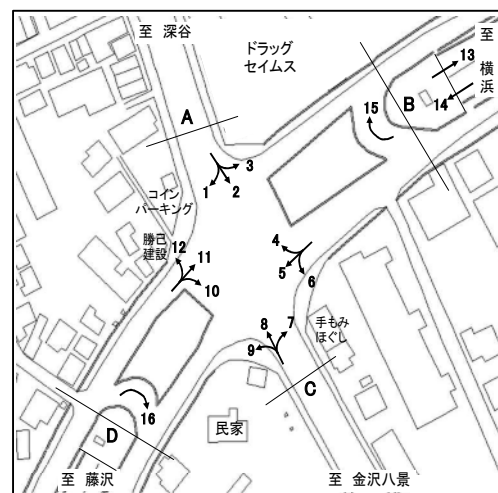 至 深谷
ドラッグ
セイムス
至
横
浜
13
14
15
B
A
3
1
2
コイン
パーキング
勝己
建設
12
11
10
4
5
6
手もみ
ほぐし
8
7
9
C
16
D
民家
至 藤沢
至 金沢八景